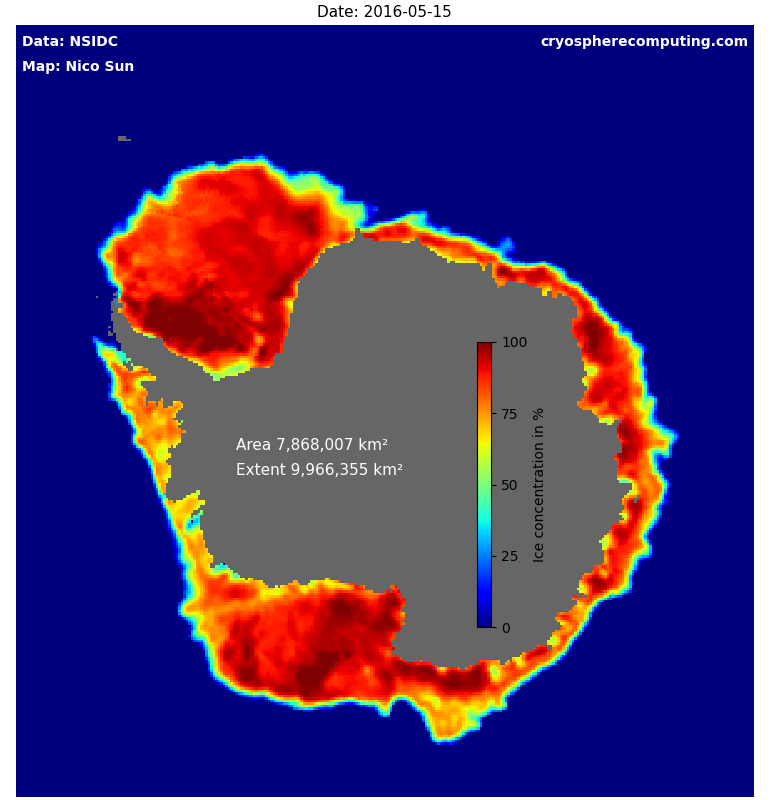 Date: 2016-05-15
Data: NSIDC
cryospherecomputing.com
Map: Nico Sun
100
75
50
25
0
Ice concentration in %
Area 7,868,007 km²
Extent 9,966,355 km²